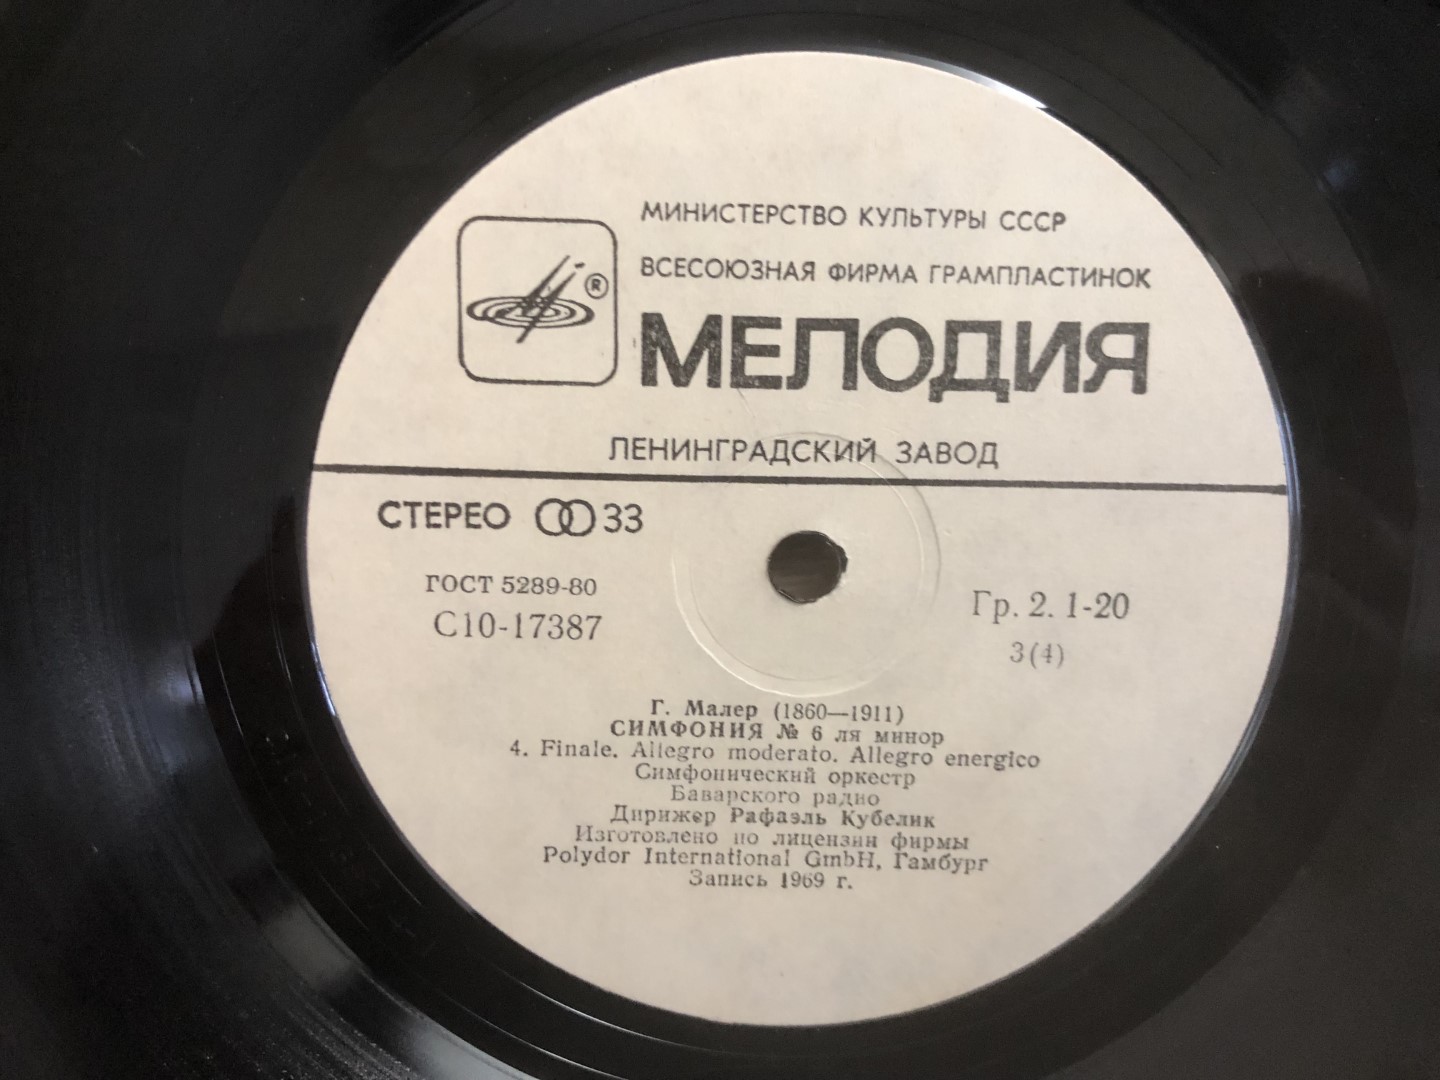 МИНИСТЕРСТВО КУЛЬТУРЫ СССР
ВСЕСОЮЗНАЯ ФИРМА ГРАМПЛАСТИНОК
®
МЕЛОДИЯ
ЛЕНИНГРАДСКИЙ ЗАВОД
СТЕРЕО 33
ГОСТ 5289-80
С10-17387
Гр. 2. 1-20
3(4)
Г. Малер (1860—1911)
СИМФОНИЯ № 6 ля минор
4. Finale. Allegro moderato. Allegro energico
Симфонический оркестр
Баварского радио
Дирижер Рафаэль Кубелик
Изготовлено по лицензии фирмы
Polydor International GmbH, Гамбург
Запись 1969 г.